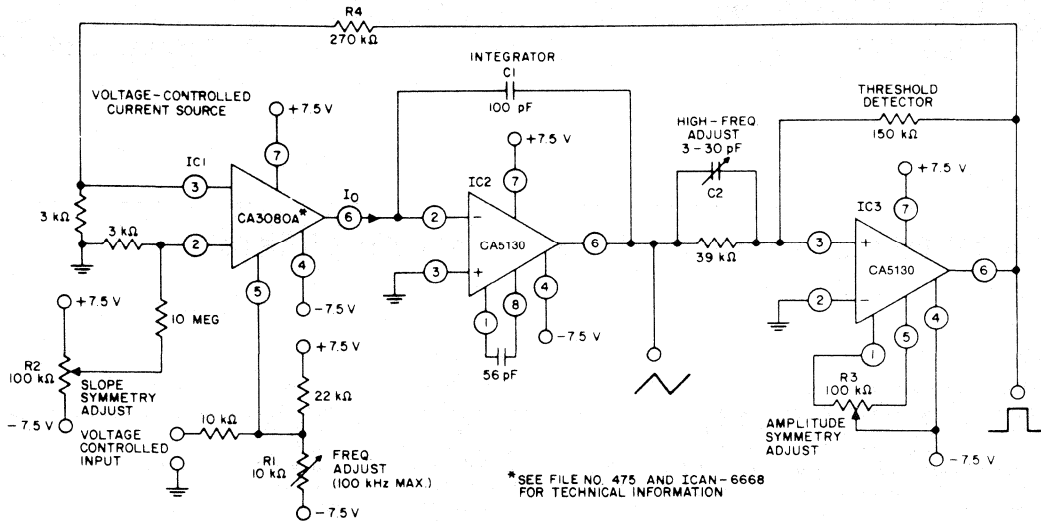 R4
270 kΩ
INTEGRATOR
C1
100 pF
VOLTAGE-CONTROLLED
CURRENT SOURCE
THRESHOLD
DETECTOR
150 kΩ
+7.5 V
HIGH-FREQ.
ADJUST
3-30 pF
C2
+7.5 V
+7.5 V
IC1
7
3
CA3080A*
IO
6
IC2
7
2
−
CA5130
6
39 kΩ
IC3
7
3
+
CA5130
6
3 kΩ
3 kΩ
2
4
5
-7.5 V
3
+
1
8
4
-7.5 V
56 pF
2
−
1
5
4
+7.5 V
10 MEG
R2
100 kΩ
SLOPE
SYMMETRY
ADJUST
-7.5 V
+7.5 V
22 kΩ
R3
100 kΩ
AMPLITUDE
SYMMETRY
ADJUST
-7.5 V
VOLTAGE
CONTROLLED
INPUT
10 kΩ
R1
10 kΩ
FREQ.
ADJUST
(100 kHz MAX.)
-7.5 V
*SEE FILE NO. 475 AND ICAN-6668
FOR TECHNICAL INFORMATION